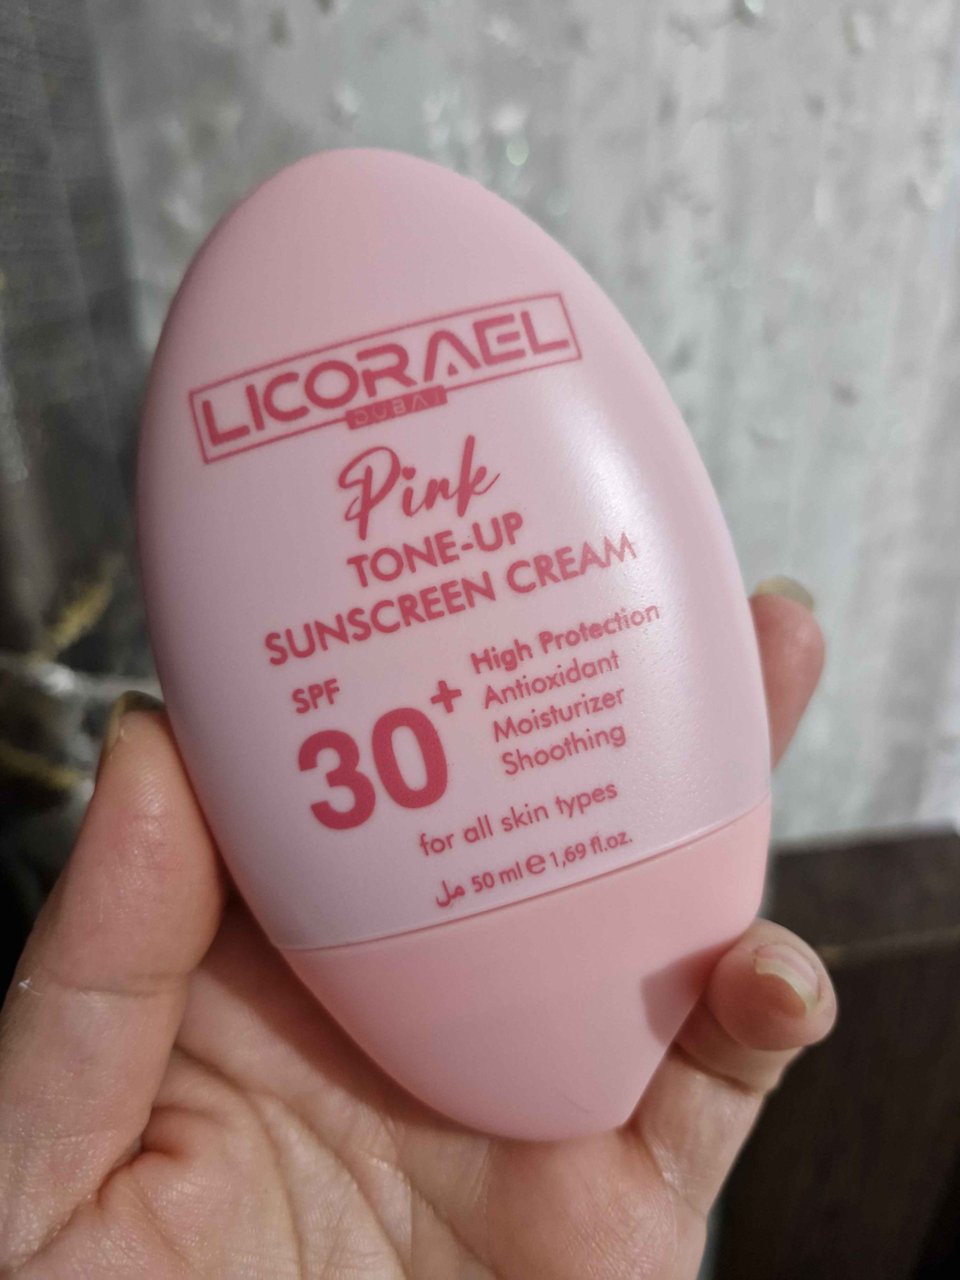 LICORAEL
DUBAI
Pink
TONE-UP
SUNSCREEN CREAM
SPF
30+
High Protection
Antioxidant
Moisturizer
Shoothing
for all skin types
50 ml e 1,69 fl.oz. مل